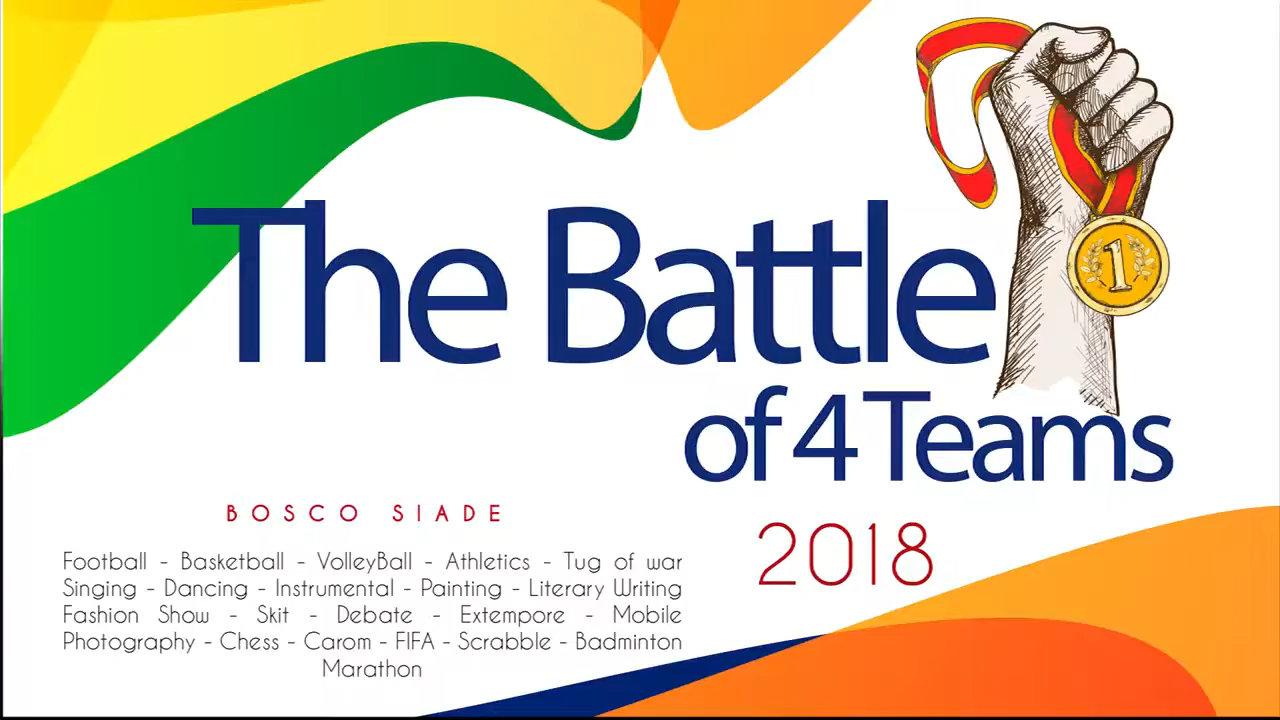 The Battle
of 4 Teams
2018
BOSCO SIADE
Football - Basketball - VolleyBall - Athletics - Tug of war
Singing - Dancing - Instrumental - Painting - Literary Writing
Fashion Show - Skit - Debate - Extempore - Mobile
Photography - Chess - Carom - FIFA - Scrabble - Badminton
Marathon
1